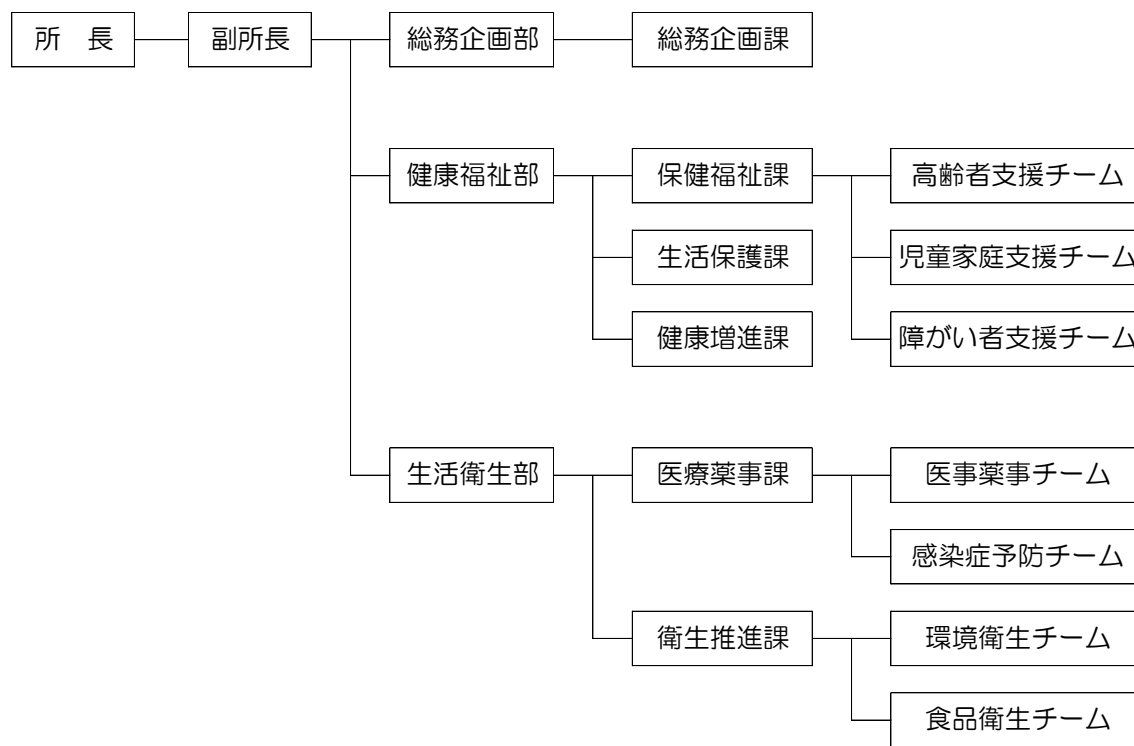 所　長　副所長　総務企画部　総務企画課
健康福祉部　保健福祉課　高齢者支援チーム
生活保護課　児童家庭支援チーム
健康増進課　障がい者支援チーム
生活衛生部　医療薬事課　医事薬事チーム
感染症予防チーム
衛生推進課　環境衛生チーム
食品衛生チーム